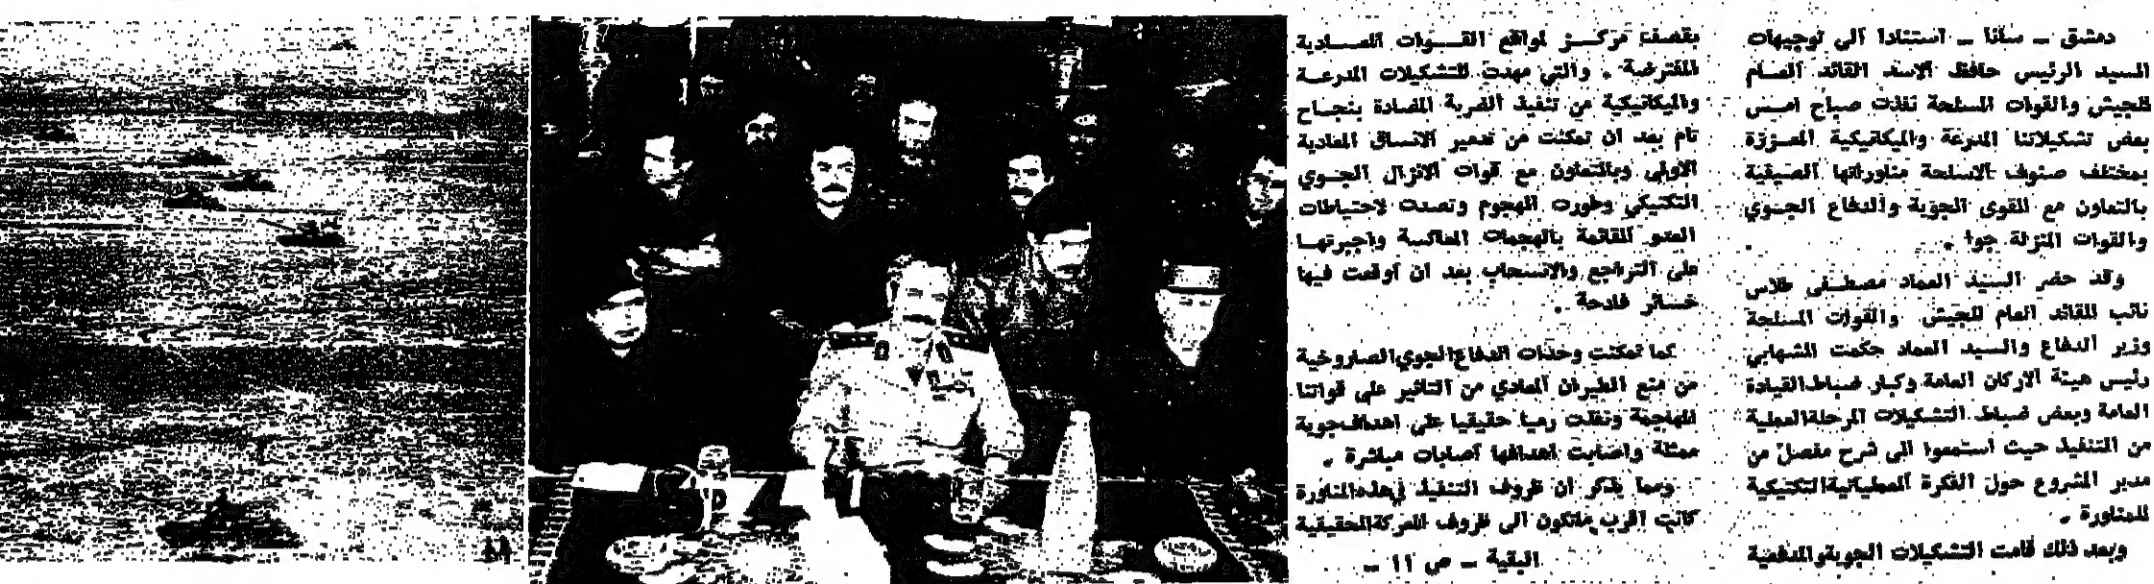 دمشق ـ سانا ـ استنادا الى توجيهات
السيد الرئيس حافظ الاسد القائد العام
للجيش والقوات المسلحة نفذت صباح امس
بعض تشكيلاتنا المدرعة والميكانيكية المعززة
بمختلف صنوف الاسلحة مناوراتها الصيفية
بالتعاون مع القوى الجوية والدفاع الجوي
والقوات المنزلة جوا .
وقد حضر السيد العماد مصطفى طلاس
نائب القائد العام للجيش والقوات المسلحة
وزير الدفاع والسيد العماد حكمت الشهابي
رئيس هيئة الاركان العامة وكبار ضباط القيادة
العامة وبعض ضباط التشكيلات المرحلة العملية
من التنفيذ حيث استمعوا الى شرح مفصل من
مدير المشروع حول الفكرة العملياتية التكتيكية
للمناورة .
وبعد ذلك قامت التشكيلات الجوية والمدفعية
بقصف مركز لمواقع القوات المعادية
المفترضة . والتي مهدت للتشكيلات المدرعة
والميكانيكية من تنفيذ الضربة المضادة بنجاح
تام بعد ان تمكنت من تدمير الانساق المعادية
الاولى وبالتعاون مع قوات الانزال الجوي
التكتيكي وطورت الهجوم وتصدت لاحتياطات
العدو القائمة بالهجمات المعاكسة واجبرتها
على التراجع والانسحاب بعد ان اوقعت فيها
خسائر فادحة .
كما تمكنت وحدات الدفاع الجوي الصاروخية
من منع الطيران المعادي من التاثير على قواتنا
المهاجمة ونفذت رميا حقيقيا على اهداف جوية
ممثلة واصابت اهدافها اصابات مباشرة .
ومما يذكر ان ظروف التنفيذ في هذه المناورة
كانت اقرب ماتكون الى ظروف المعركة الحقيقية
البقية ـ ص ١١ ـ